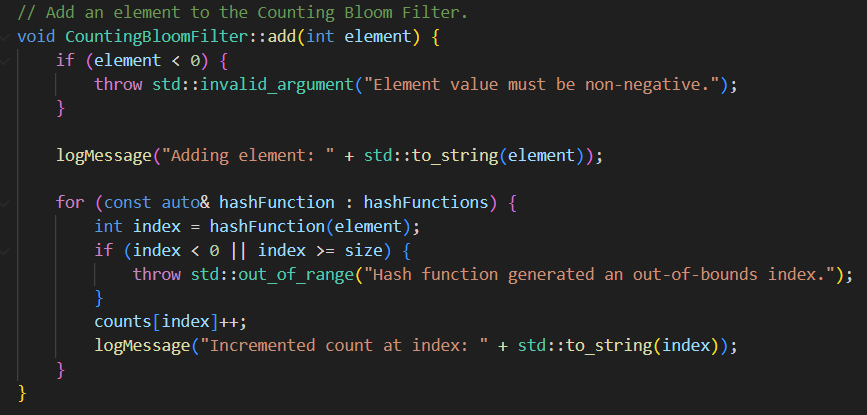 // Add an element to the Counting Bloom Filter.
void CountingBloomFilter::add(int element) {
    if (element < 0) {
        throw std::invalid_argument("Element value must be non-negative.");
    }

    logMessage("Adding element: " + std::to_string(element));

    for (const auto& hashFunction : hashFunctions) {
        int index = hashFunction(element);
        if (index < 0 || index >= size) {
            throw std::out_of_range("Hash function generated an out-of-bounds index.");
        }
        counts[index]++;
        logMessage("Incremented count at index: " + std::to_string(index));
    }
}